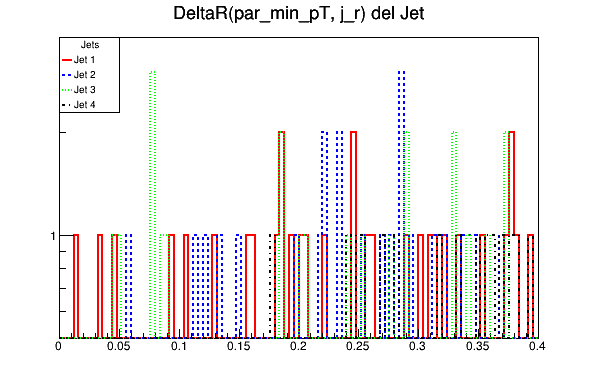 DeltaR(par_min_pT, j_r) del Jet
Jets
Jet 1
Jet 2
Jet 3
Jet 4
1
0 0.05 0.1 0.15 0.2 0.25 0.3 0.35 0.4